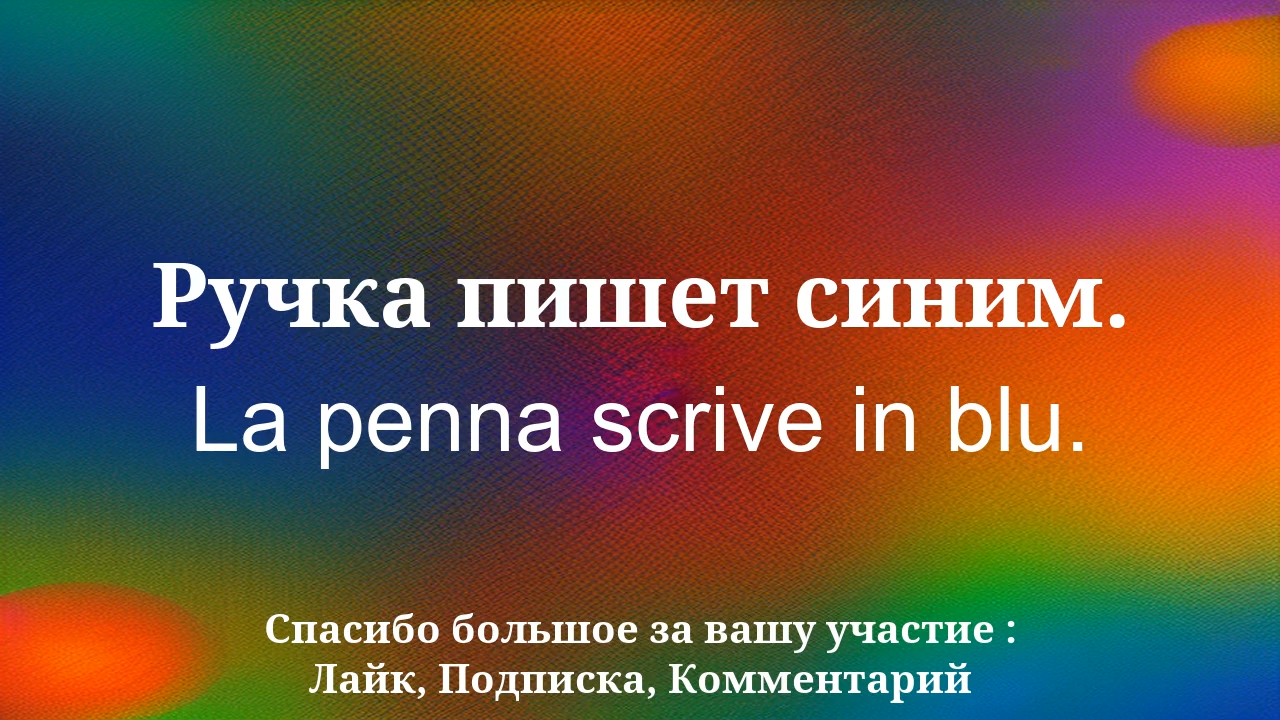 Ручка пишет синим.
La penna scrive in blu.
Спасибо большое за вашу участие :
Лайк, Подписка, Комментарий